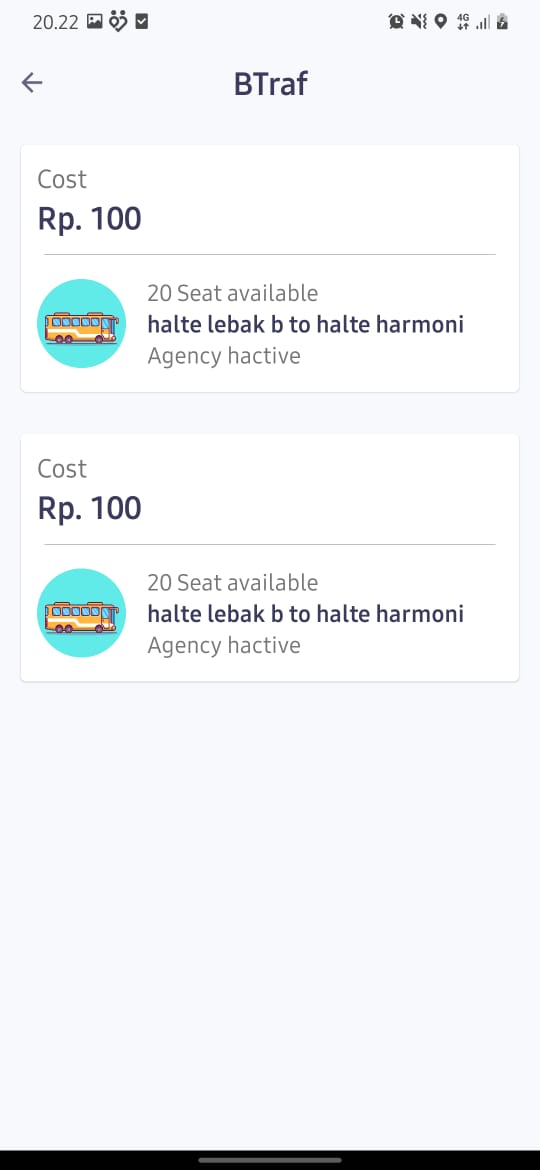 20.22
4G
BTraf
Cost
Rp. 100
20 Seat available
halte lebak b to halte harmoni
Agency hactive
Cost
Rp. 100
20 Seat available
halte lebak b to halte harmoni
Agency hactive